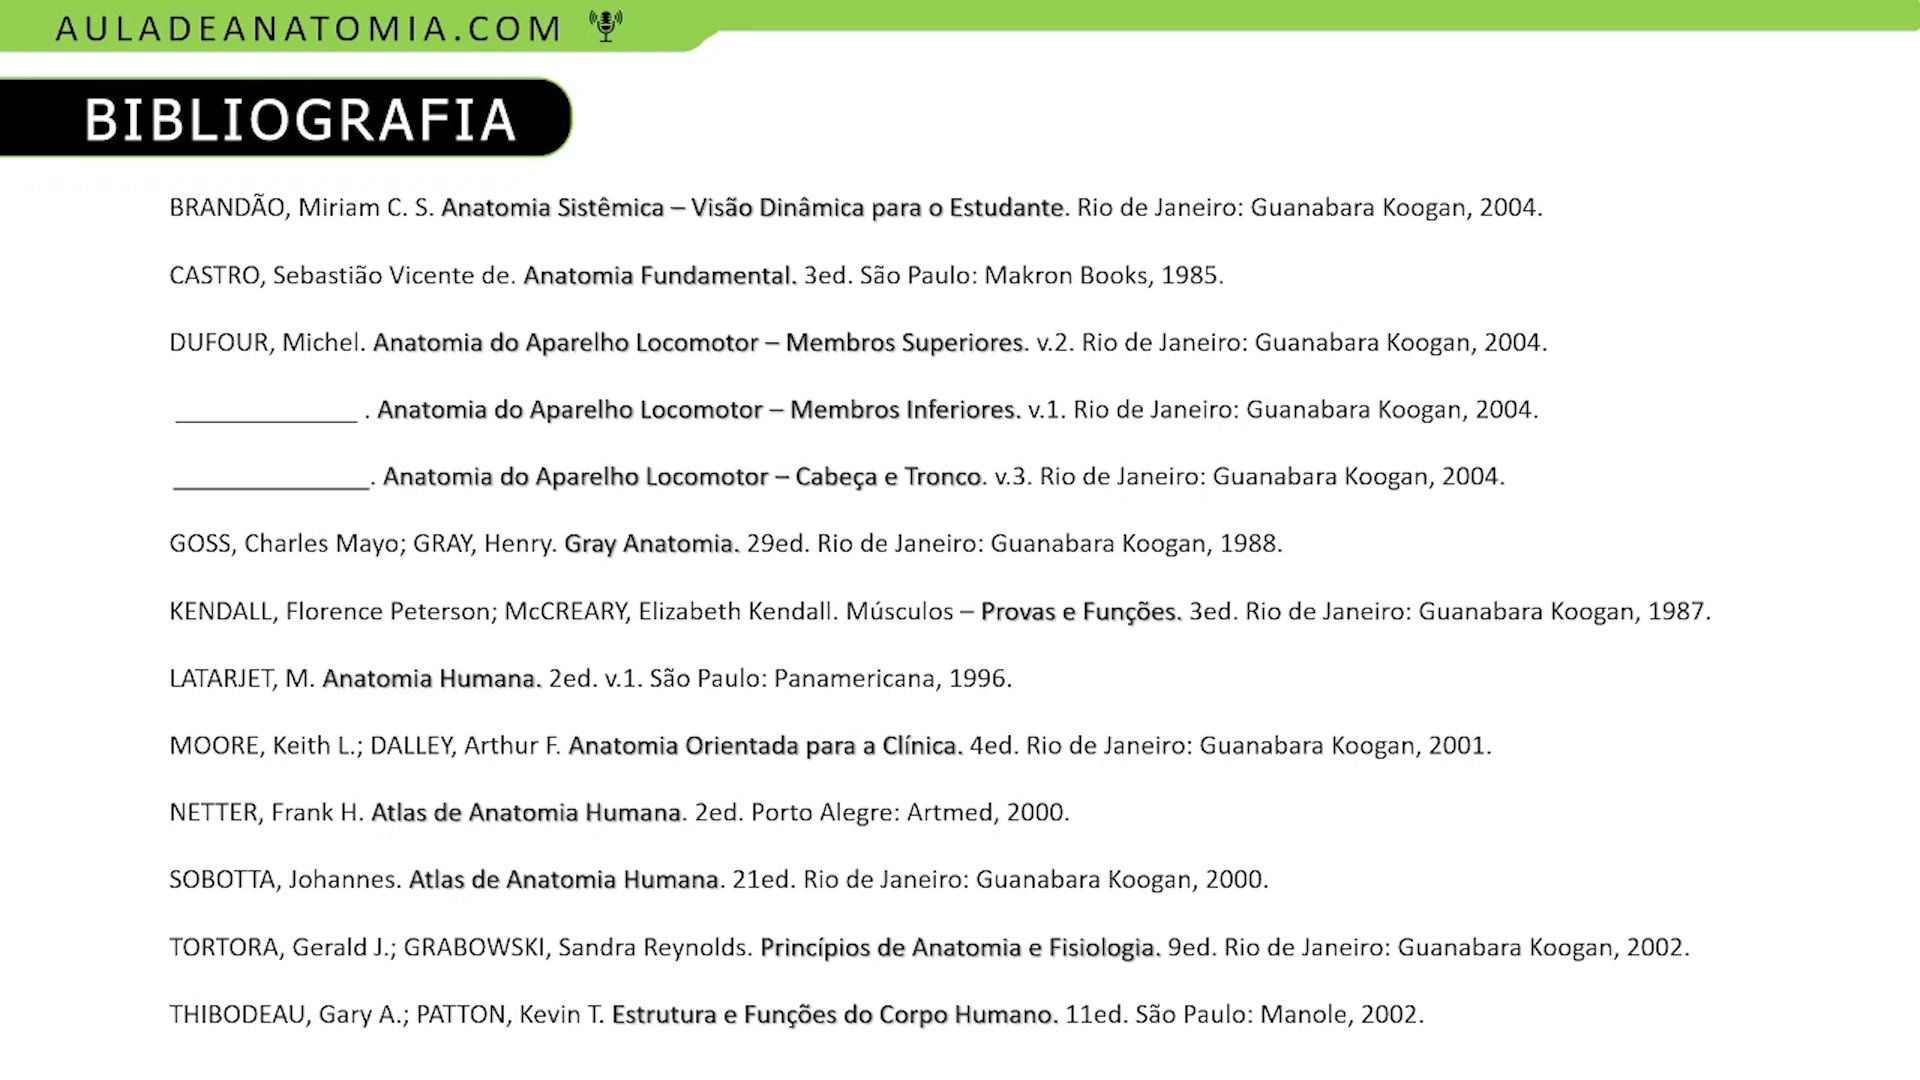 AULADEANATOMIA.COM
BIBLIOGRAFIA
BRANDÃO, Miriam C. S. Anatomia Sistêmica – Visão Dinâmica para o Estudante. Rio de Janeiro: Guanabara Koogan, 2004.
CASTRO, Sebastião Vicente de. Anatomia Fundamental. 3ed. São Paulo: Makron Books, 1985.
DUFOUR, Michel. Anatomia do Aparelho Locomotor – Membros Superiores. v.2. Rio de Janeiro: Guanabara Koogan, 2004.
_____________ . Anatomia do Aparelho Locomotor – Membros Inferiores. v.1. Rio de Janeiro: Guanabara Koogan, 2004.
______________. Anatomia do Aparelho Locomotor – Cabeça e Tronco. v.3. Rio de Janeiro: Guanabara Koogan, 2004.
GOSS, Charles Mayo; GRAY, Henry. Gray Anatomia. 29ed. Rio de Janeiro: Guanabara Koogan, 1988.
KENDALL, Florence Peterson; McCREARY, Elizabeth Kendall. Músculos – Provas e Funções. 3ed. Rio de Janeiro: Guanabara Koogan, 1987.
LATARJET, M. Anatomia Humana. 2ed. v.1. São Paulo: Panamericana, 1996.
MOORE, Keith L.; DALLEY, Arthur F. Anatomia Orientada para a Clínica. 4ed. Rio de Janeiro: Guanabara Koogan, 2001.
NETTER, Frank H. Atlas de Anatomia Humana. 2ed. Porto Alegre: Artmed, 2000.
SOBOTTA, Johannes. Atlas de Anatomia Humana. 21ed. Rio de Janeiro: Guanabara Koogan, 2000.
TORTORA, Gerald J.; GRABOWSKI, Sandra Reynolds. Princípios de Anatomia e Fisiologia. 9ed. Rio de Janeiro: Guanabara Koogan, 2002.
THIBODEAU, Gary A.; PATTON, Kevin T. Estrutura e Funções do Corpo Humano. 11ed. São Paulo: Manole, 2002.